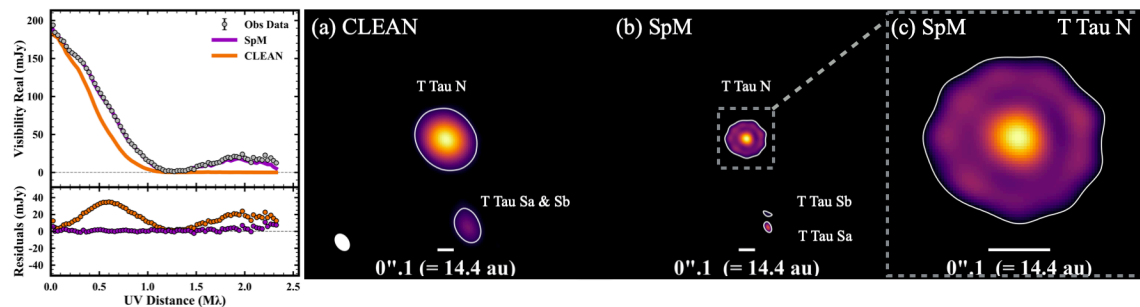 Visibility Real (mJy)
200
150
100
50
0
Obs Data
SpM
CLEAN
Residuals (mJy)
40
20
0
-20
-40
0.0 0.5 1.0 1.5 2.0 2.5
UV Distance (Mλ)
(a) CLEAN
T Tau N
T Tau Sa & Sb
0".1 (= 14.4 au)
(b) SpM
T Tau N
T Tau Sb
T Tau Sa
0".1 (= 14.4 au)
(c) SpM T Tau N
0".1 (= 14.4 au)